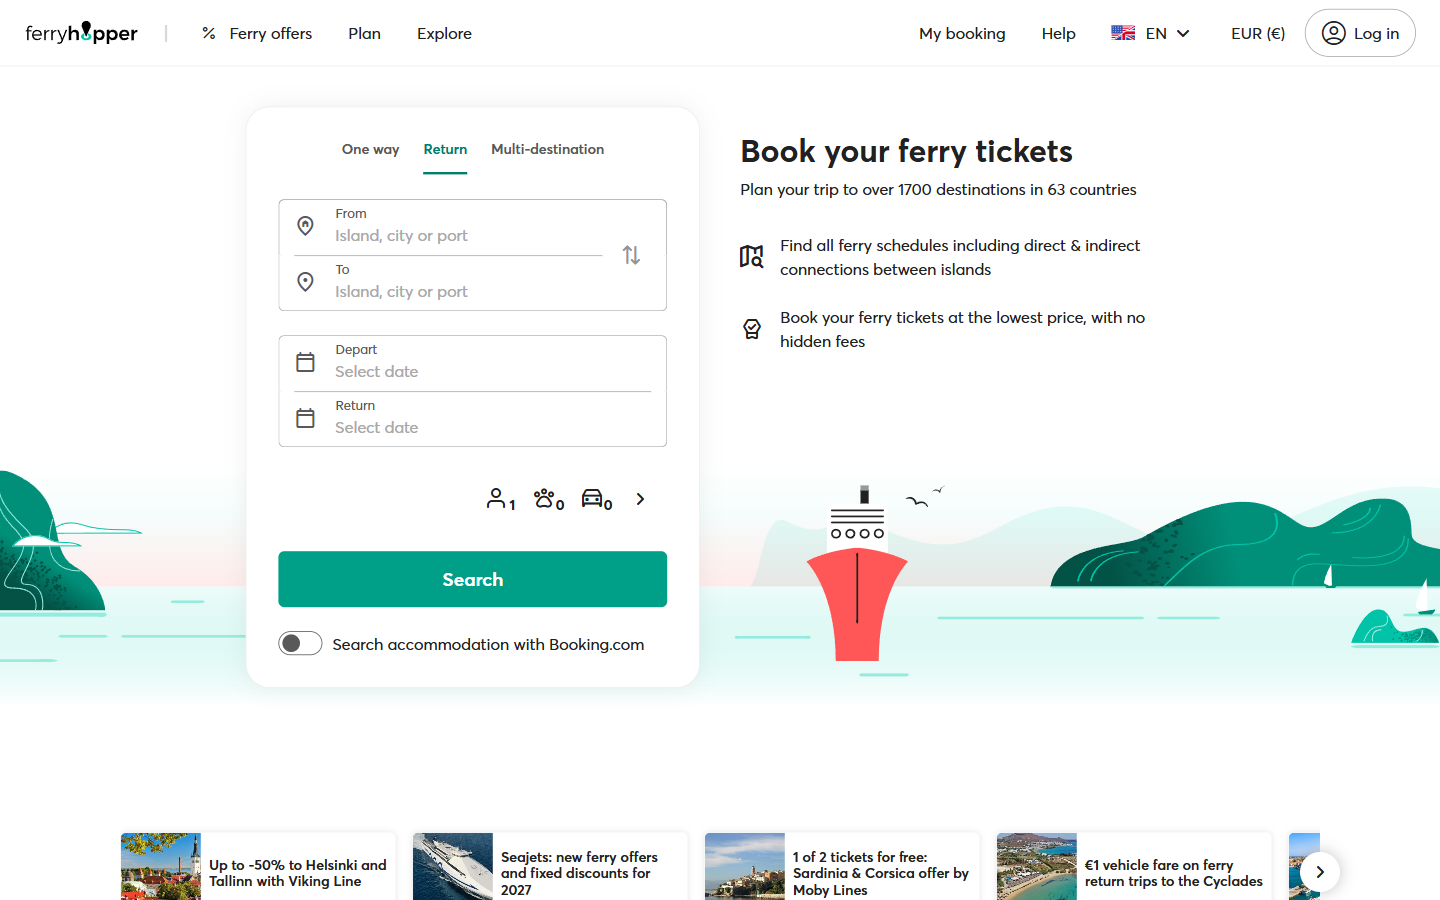 ferryhopper
Ferry offers
Plan
Explore
My booking
Help
EN
EUR (€)
Log in
One way
Return
Multi-destination
From
Island, city or port
To
Island, city or port
Depart
Select date
Return
Select date
1
0
0
Search
Search accommodation with Booking.com
Book your ferry tickets
Plan your trip to over 1700 destinations in 63 countries
Find all ferry schedules including direct & indirect
connections between islands
Book your ferry tickets at the lowest price, with no
hidden fees
Up to -50% to Helsinki and
Tallinn with Viking Line
Seajets: new ferry offers
and fixed discounts for
2027
1 of 2 tickets for free:
Sardinia & Corsica offer by
Moby Lines
€1 vehicle fare on ferry
return trips to the Cyclades